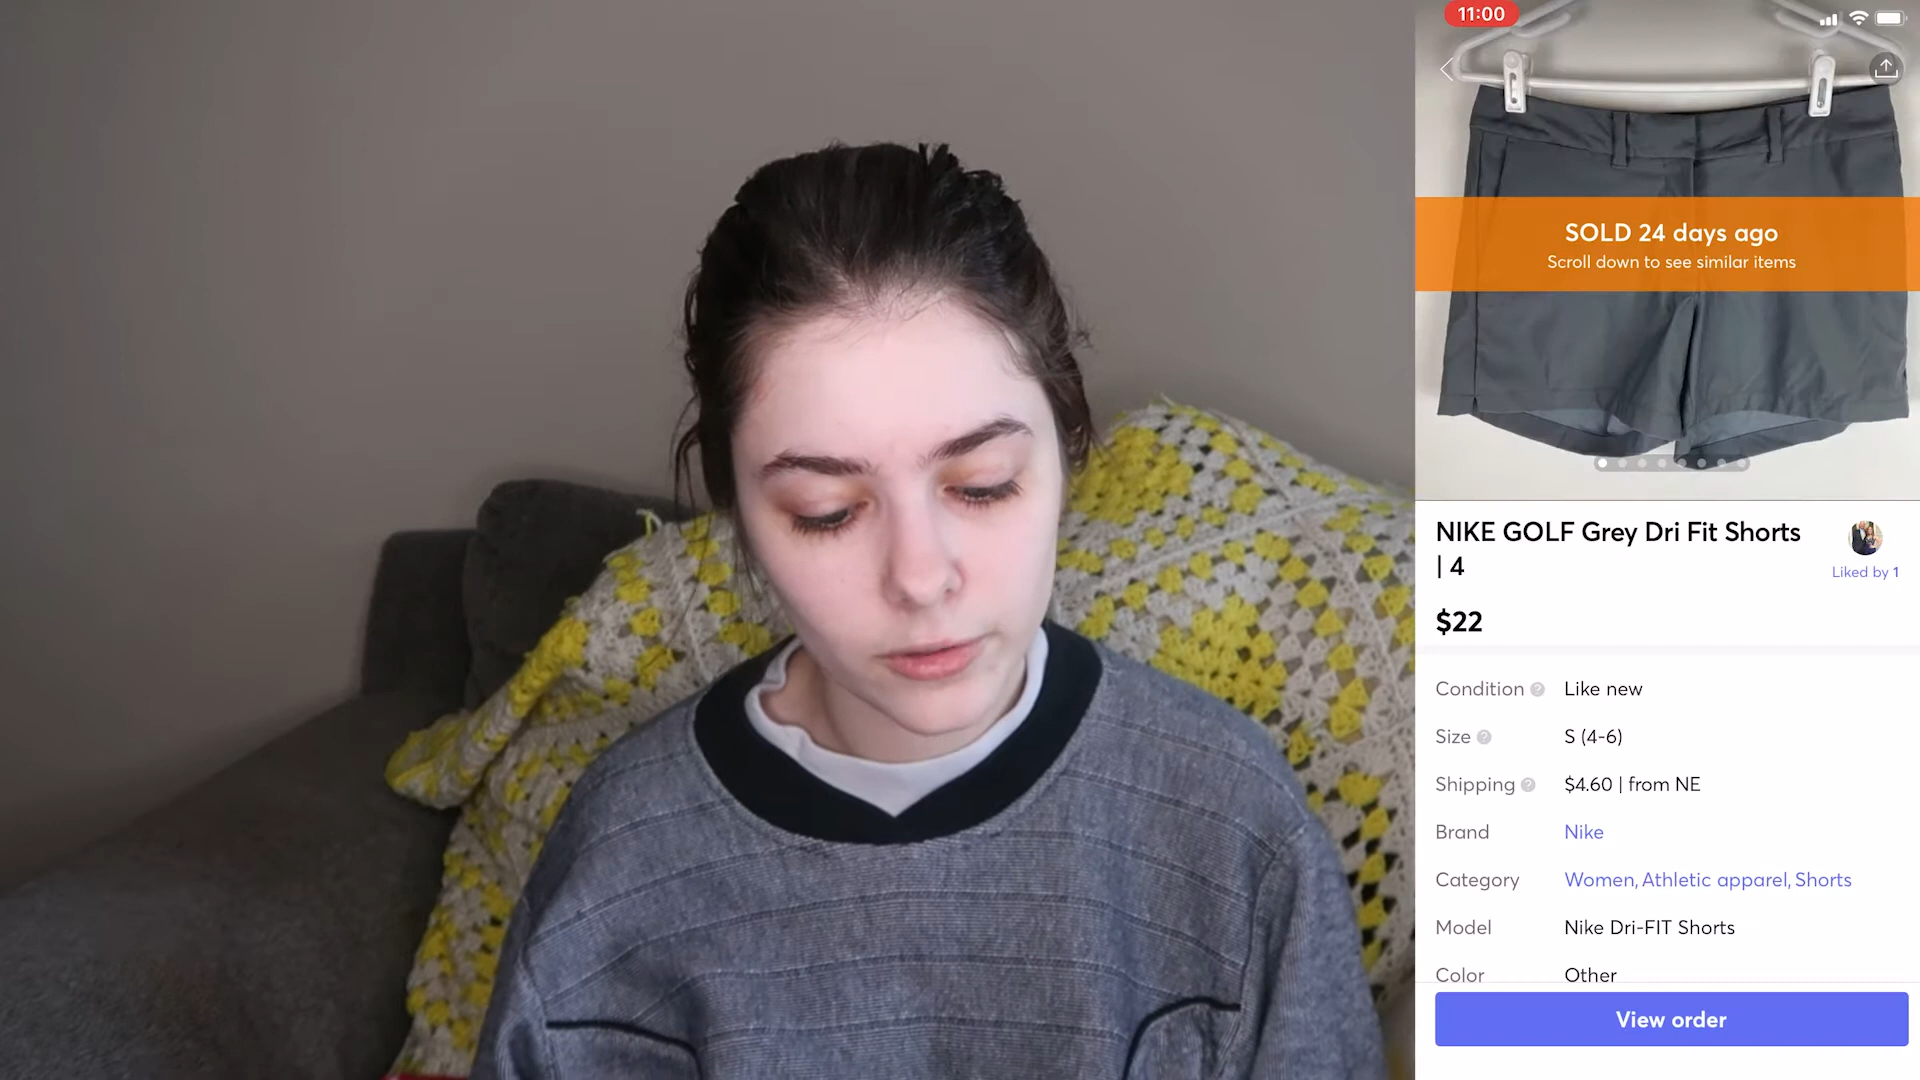 11:00
SOLD 24 days ago
Scroll down to see similar items
NIKE GOLF Grey Dri Fit Shorts
| 4
Liked by 1
$22
Condition ? Like new
Size ? S (4-6)
Shipping ? $4.60 | from NE
Brand Nike
Category Women, Athletic apparel, Shorts
Model Nike Dri-FIT Shorts
Color Other
View order